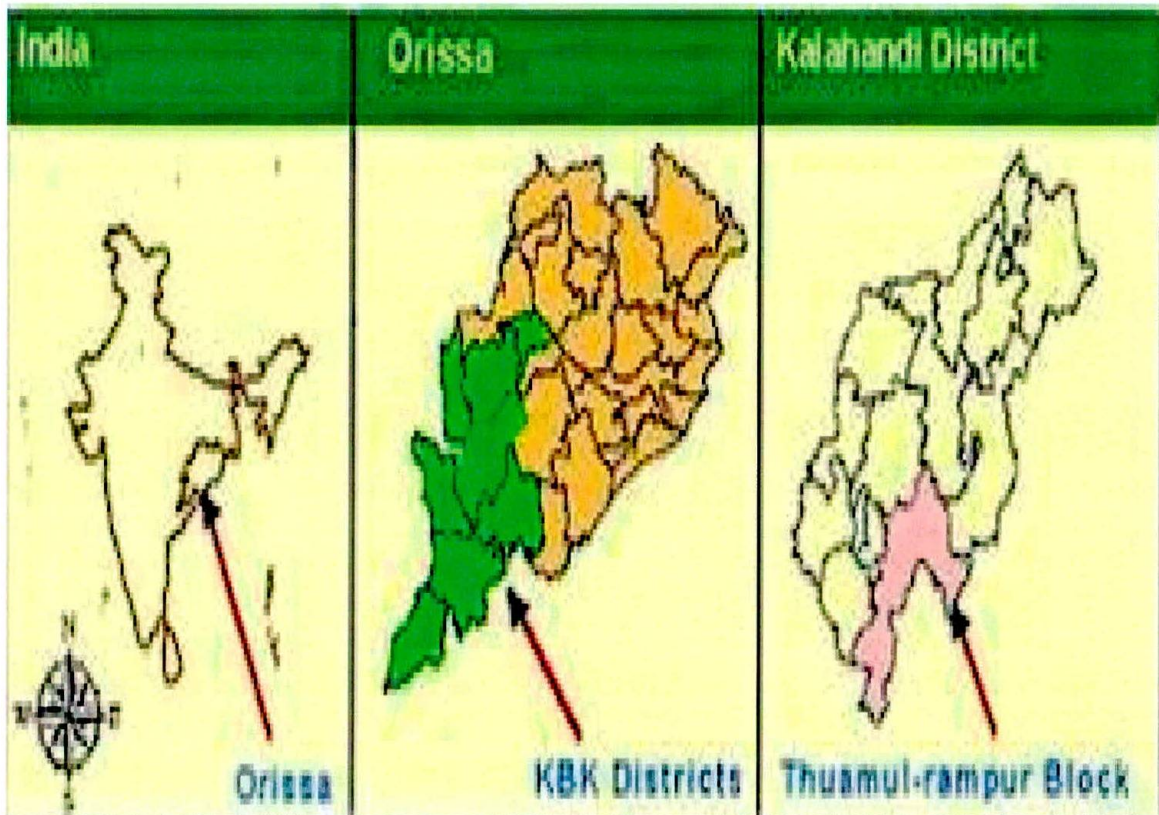 India
Orissa
Kalahandi District
N
W
E
S
Orissa
KBK Districts
Thuamul-rampur Block